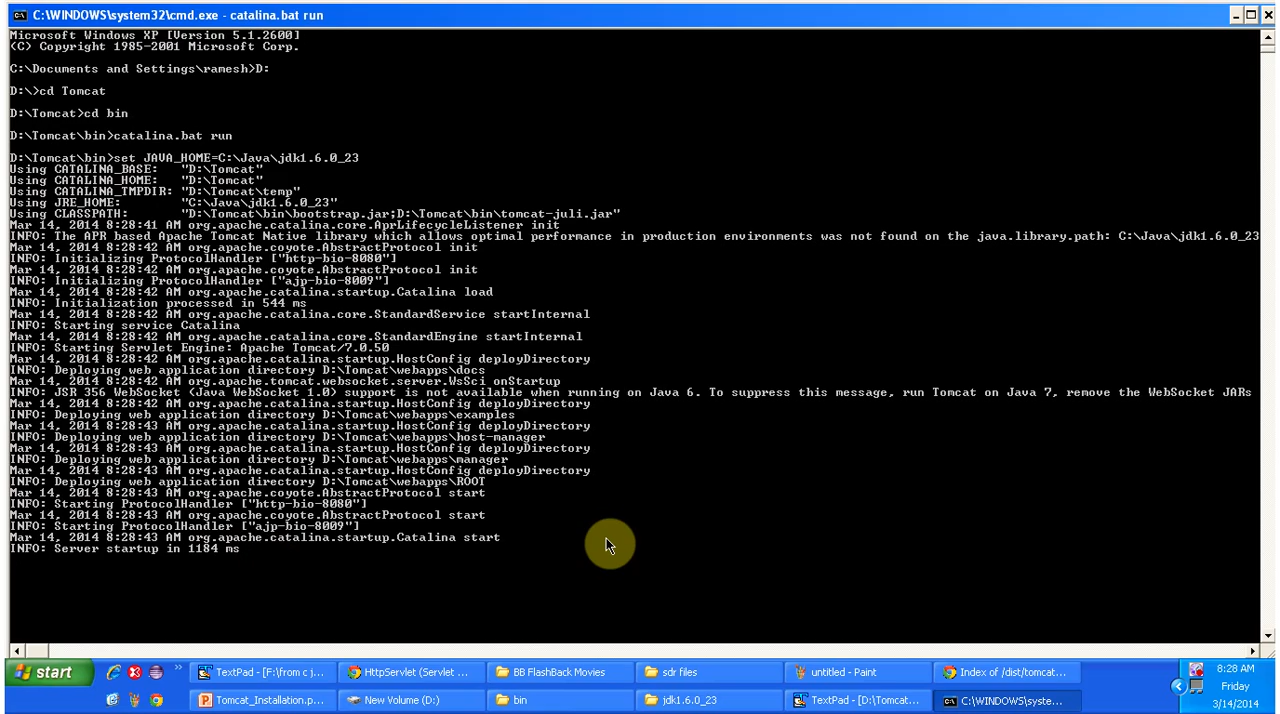 C:\WINDOWS\system32\cmd.exe - catalina.bat run
Microsoft Windows XP [Version 5.1.2600]
(C) Copyright 1985-2001 Microsoft Corp.
C:\Documents and Settings\ramesh>D:
D:\>cd Tomcat
D:\Tomcat>cd bin
D:\Tomcat\bin>catalina.bat run
D:\Tomcat\bin>set JAVA_HOME=C:\Java\jdk1.6.0_23
Using CATALINA_BASE:   "D:\Tomcat"
Using CATALINA_HOME:   "D:\Tomcat"
Using CATALINA_TMPDIR: "D:\Tomcat\temp"
Using JRE_HOME:        "C:\Java\jdk1.6.0_23"
Using CLASSPATH:       "D:\Tomcat\bin\bootstrap.jar;D:\Tomcat\bin\tomcat-juli.jar"
Mar 14, 2014 8:28:41 AM org.apache.catalina.core.AprLifecycleListener init
INFO: The APR based Apache Tomcat Native library which allows optimal performance in production environments was not found on the java.library.path: C:\Java\jdk1.6.0_23
Mar 14, 2014 8:28:42 AM org.apache.coyote.AbstractProtocol init
INFO: Initializing ProtocolHandler ["http-bio-8080"]
Mar 14, 2014 8:28:42 AM org.apache.coyote.AbstractProtocol init
INFO: Initializing ProtocolHandler ["ajp-bio-8009"]
Mar 14, 2014 8:28:42 AM org.apache.catalina.startup.Catalina load
INFO: Initialization processed in 544 ms
Mar 14, 2014 8:28:42 AM org.apache.catalina.core.StandardService startInternal
INFO: Starting service Catalina
Mar 14, 2014 8:28:42 AM org.apache.catalina.core.StandardEngine startInternal
INFO: Starting Servlet Engine: Apache Tomcat/7.0.50
Mar 14, 2014 8:28:42 AM org.apache.catalina.startup.HostConfig deployDirectory
INFO: Deploying web application directory D:\Tomcat\webapps\docs
Mar 14, 2014 8:28:42 AM org.apache.tomcat.websocket.server.WsSci onStartup
INFO: JSR 356 WebSocket (Java WebSocket 1.0) support is not available when running on Java 6. To suppress this message, run Tomcat on Java 7, remove the WebSocket JARs
Mar 14, 2014 8:28:43 AM org.apache.catalina.startup.HostConfig deployDirectory
INFO: Deploying web application directory D:\Tomcat\webapps\examples
Mar 14, 2014 8:28:43 AM org.apache.catalina.startup.HostConfig deployDirectory
INFO: Deploying web application directory D:\Tomcat\webapps\host-manager
Mar 14, 2014 8:28:43 AM org.apache.catalina.startup.HostConfig deployDirectory
INFO: Deploying web application directory D:\Tomcat\webapps\manager
Mar 14, 2014 8:28:43 AM org.apache.catalina.startup.HostConfig deployDirectory
INFO: Deploying web application directory D:\Tomcat\webapps\ROOT
Mar 14, 2014 8:28:43 AM org.apache.coyote.AbstractProtocol start
INFO: Starting ProtocolHandler ["http-bio-8080"]
Mar 14, 2014 8:28:43 AM org.apache.coyote.AbstractProtocol start
INFO: Starting ProtocolHandler ["ajp-bio-8009"]
Mar 14, 2014 8:28:43 AM org.apache.catalina.startup.Catalina start
INFO: Server startup in 1184 ms
start
TextPad - [F:\from c j...
HttpServlet (Servlet ...
BB FlashBack Movies
sdr files
untitled - Paint
Index of /dist/tomcat...
8:28 AM
Friday
Tomcat_Installation.p...
New Volume (D:)
bin
jdk1.6.0_23
TextPad - [D:\Tomcat...
C:\WINDOWS\syste...
3/14/2014